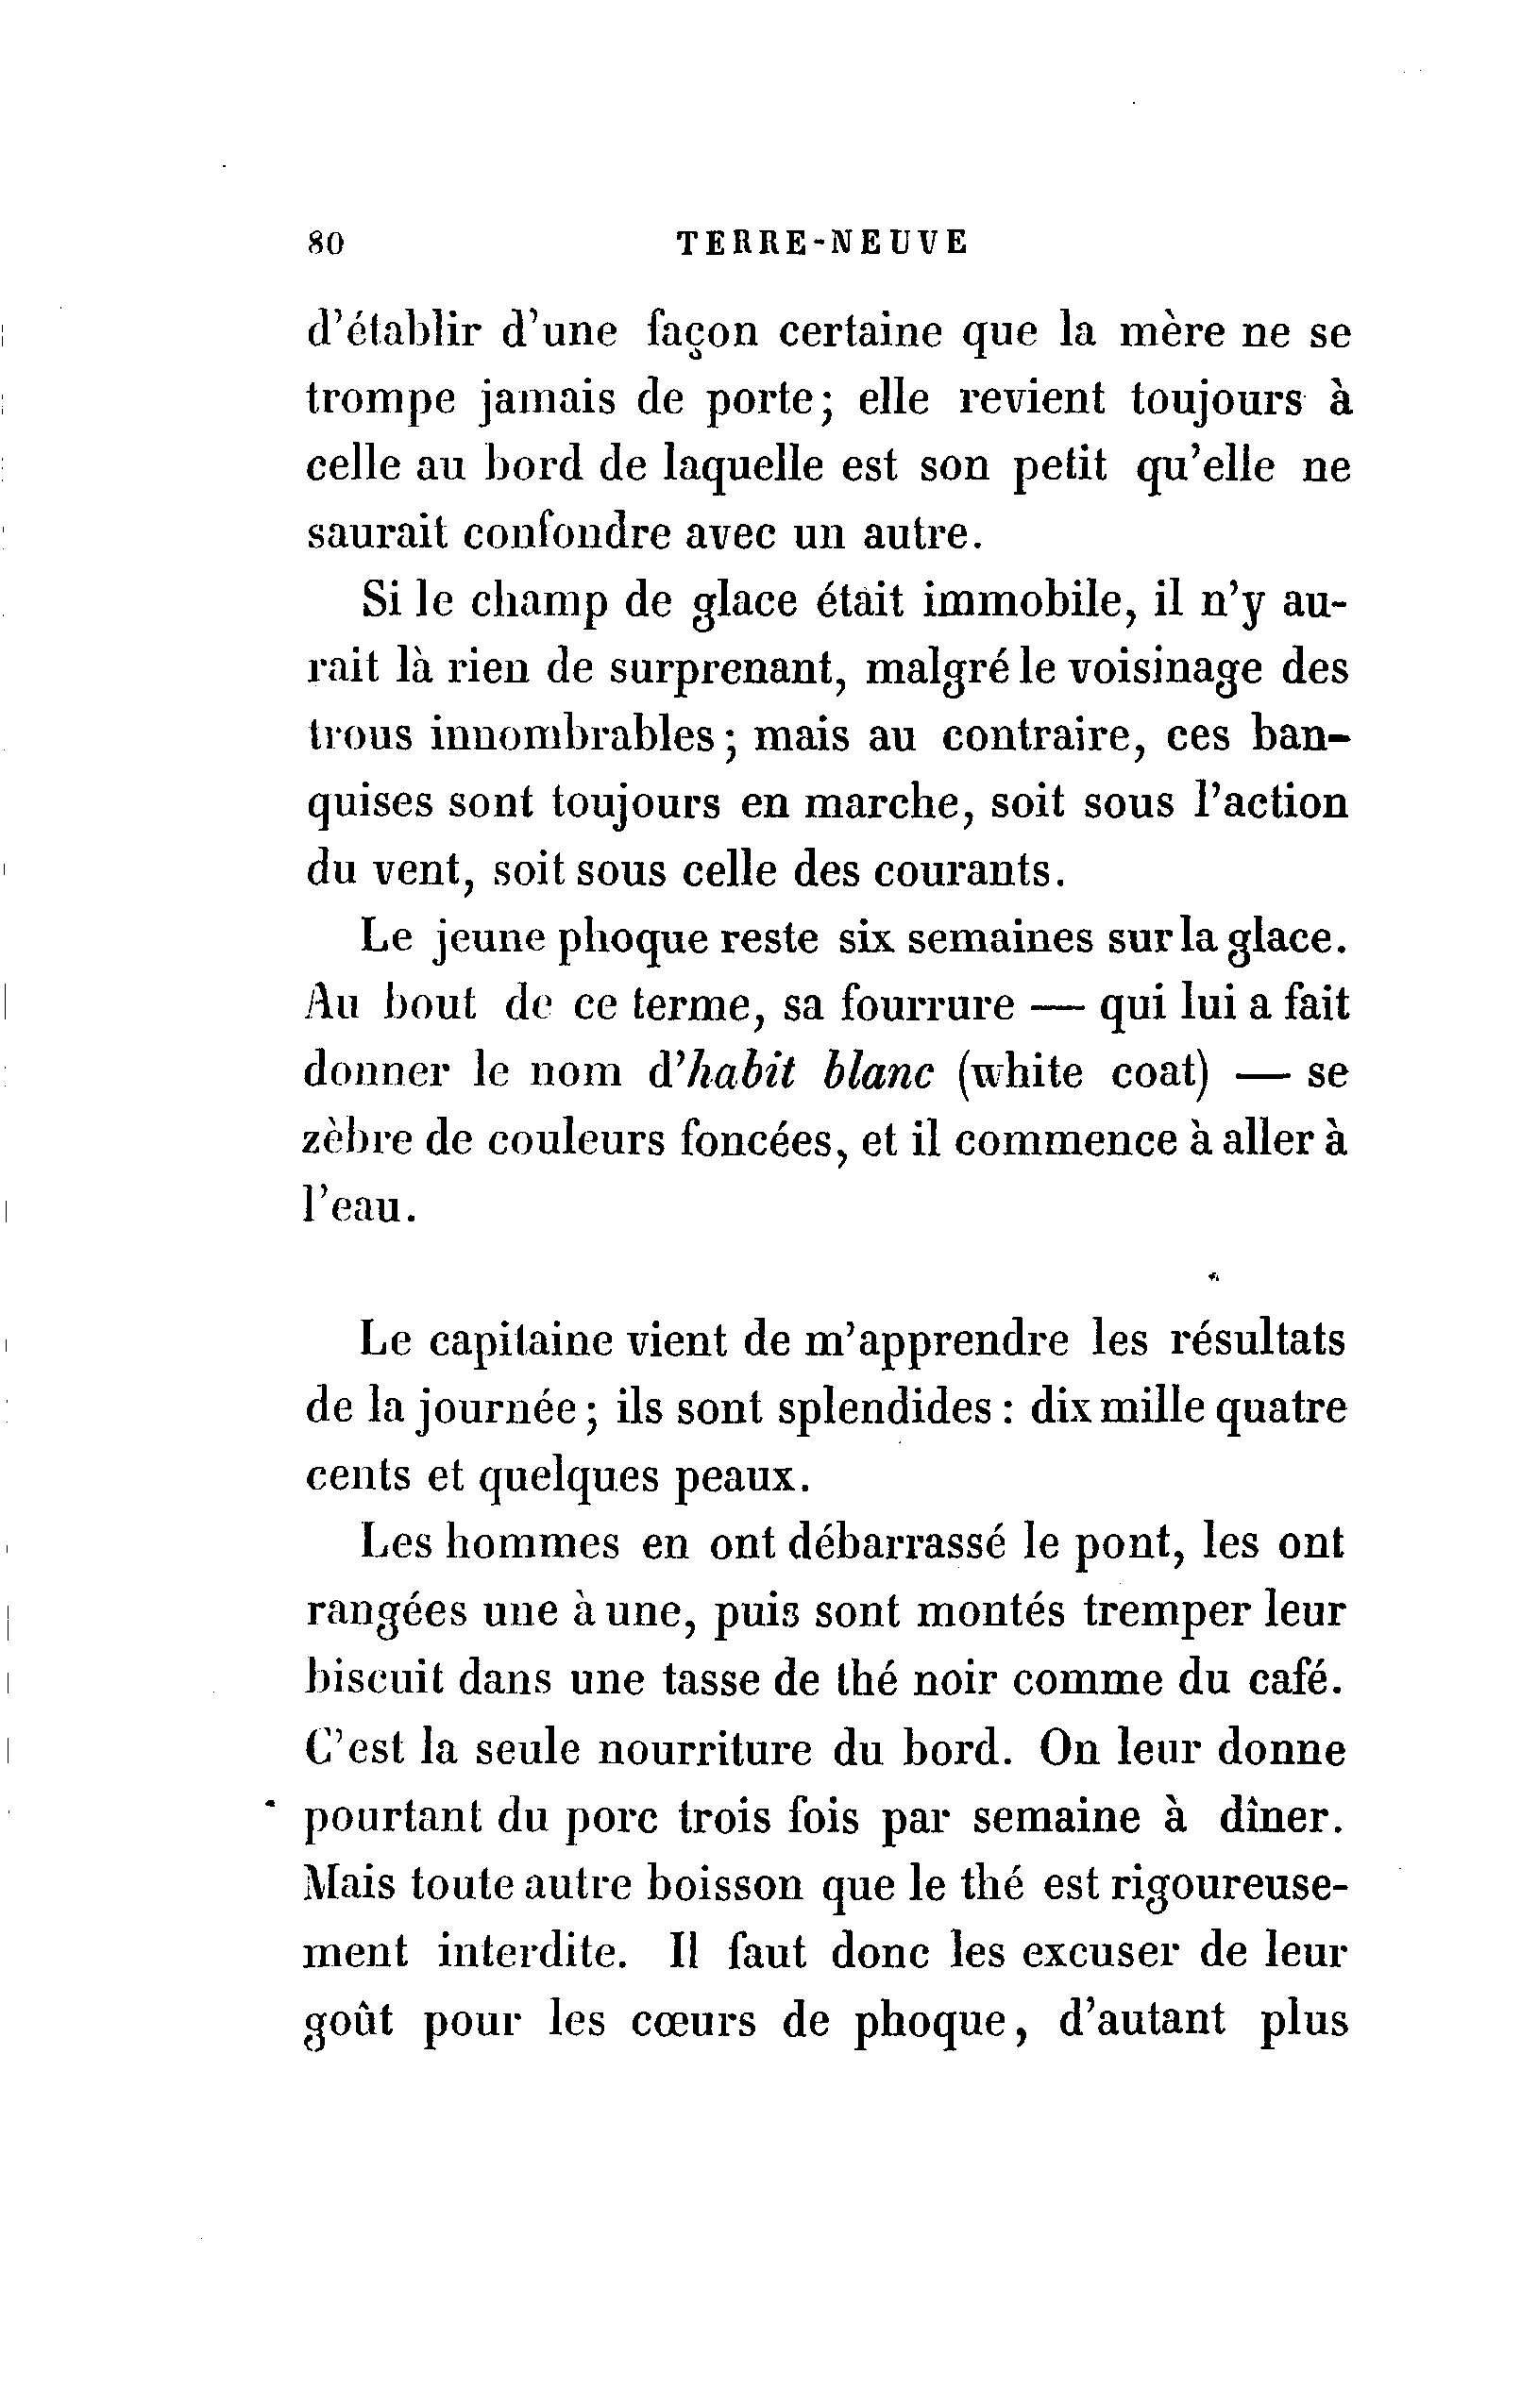 80 TERRE-NEUVE
d'établir d'une façon certaine que la mère ne se
trompe jamais de porte; elle revient toujours à
celle au bord de laquelle est son petit qu'elle ne
saurait confondre avec un autre.
Si le champ de glace était immobile, il n'y au-
rait là rien de surprenant, malgré le voisinage des
trous innombrables; mais au contraire, ces ban-
quises sont toujours en marche, soit sous l'action
du vent, soit sous celle des courants.
Le jeune phoque reste six semaines sur la glace.
Au bout de ce terme, sa fourrure — qui lui a fait
donner le nom d'habit blanc (white coat) — se
zèbre de couleurs foncées, et il commence à aller à
l'eau.
Le capitaine vient de m'apprendre les résultats
de la journée; ils sont splendides : dix mille quatre
cents et quelques peaux.
Les hommes en ont débarrassé le pont, les ont
rangées une à une, puis sont montés tremper leur
biscuit dans une tasse de thé noir comme du café.
C'est la seule nourriture du bord. On leur donne
pourtant du porc trois fois par semaine à dîner.
Mais toute autre boisson que le thé est rigoureuse-
ment interdite. Il faut donc les excuser de leur
goût pour les cœurs de phoque, d'autant plus